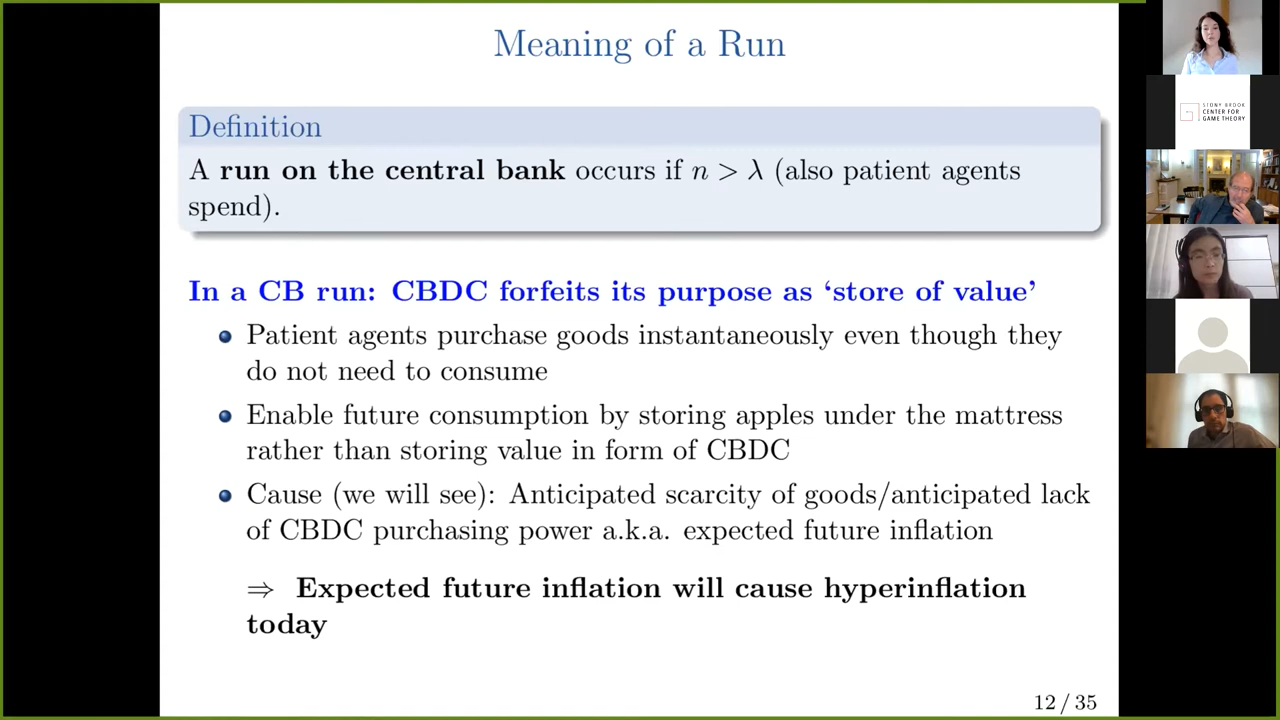 Meaning of a Run
Definition
A run on the central bank occurs if n > λ (also patient agents
spend).
In a CB run: CBDC forfeits its purpose as ‘store of value’
Patient agents purchase goods instantaneously even though they
do not need to consume
Enable future consumption by storing apples under the mattress
rather than storing value in form of CBDC
Cause (we will see): Anticipated scarcity of goods/anticipated lack
of CBDC purchasing power a.k.a. expected future inflation
⇒ Expected future inflation will cause hyperinflation
today
12 / 35
STONY BROOK
CENTER FOR
GAME THEORY